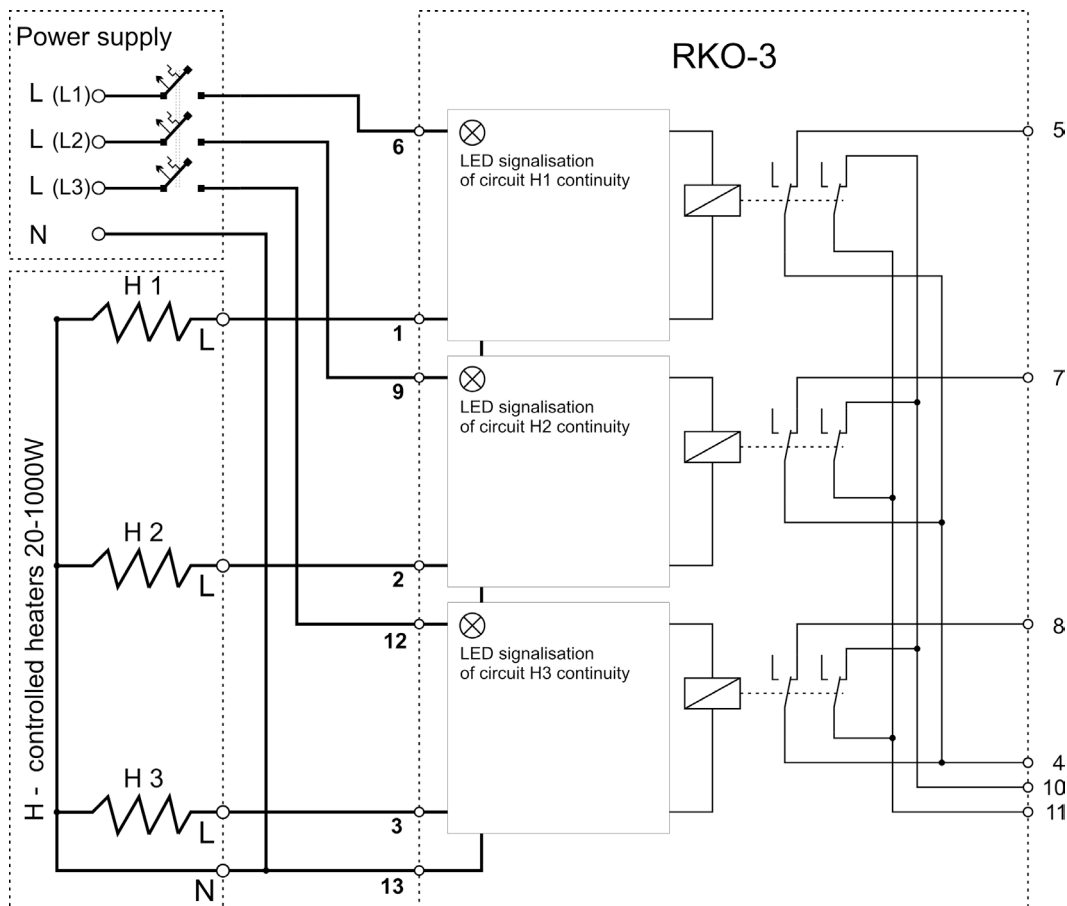 Power supply
RKO-3
L (L1)
L (L2)
L (L3)
N
6
LED signalisation
of circuit H1 continuity
5
H 1
L
1
9
LED signalisation
of circuit H2 continuity
7
H - controlled heaters 20-1000W
H 2
L
2
12
LED signalisation
of circuit H3 continuity
8
4
10
11
H 3
L
3
N
13